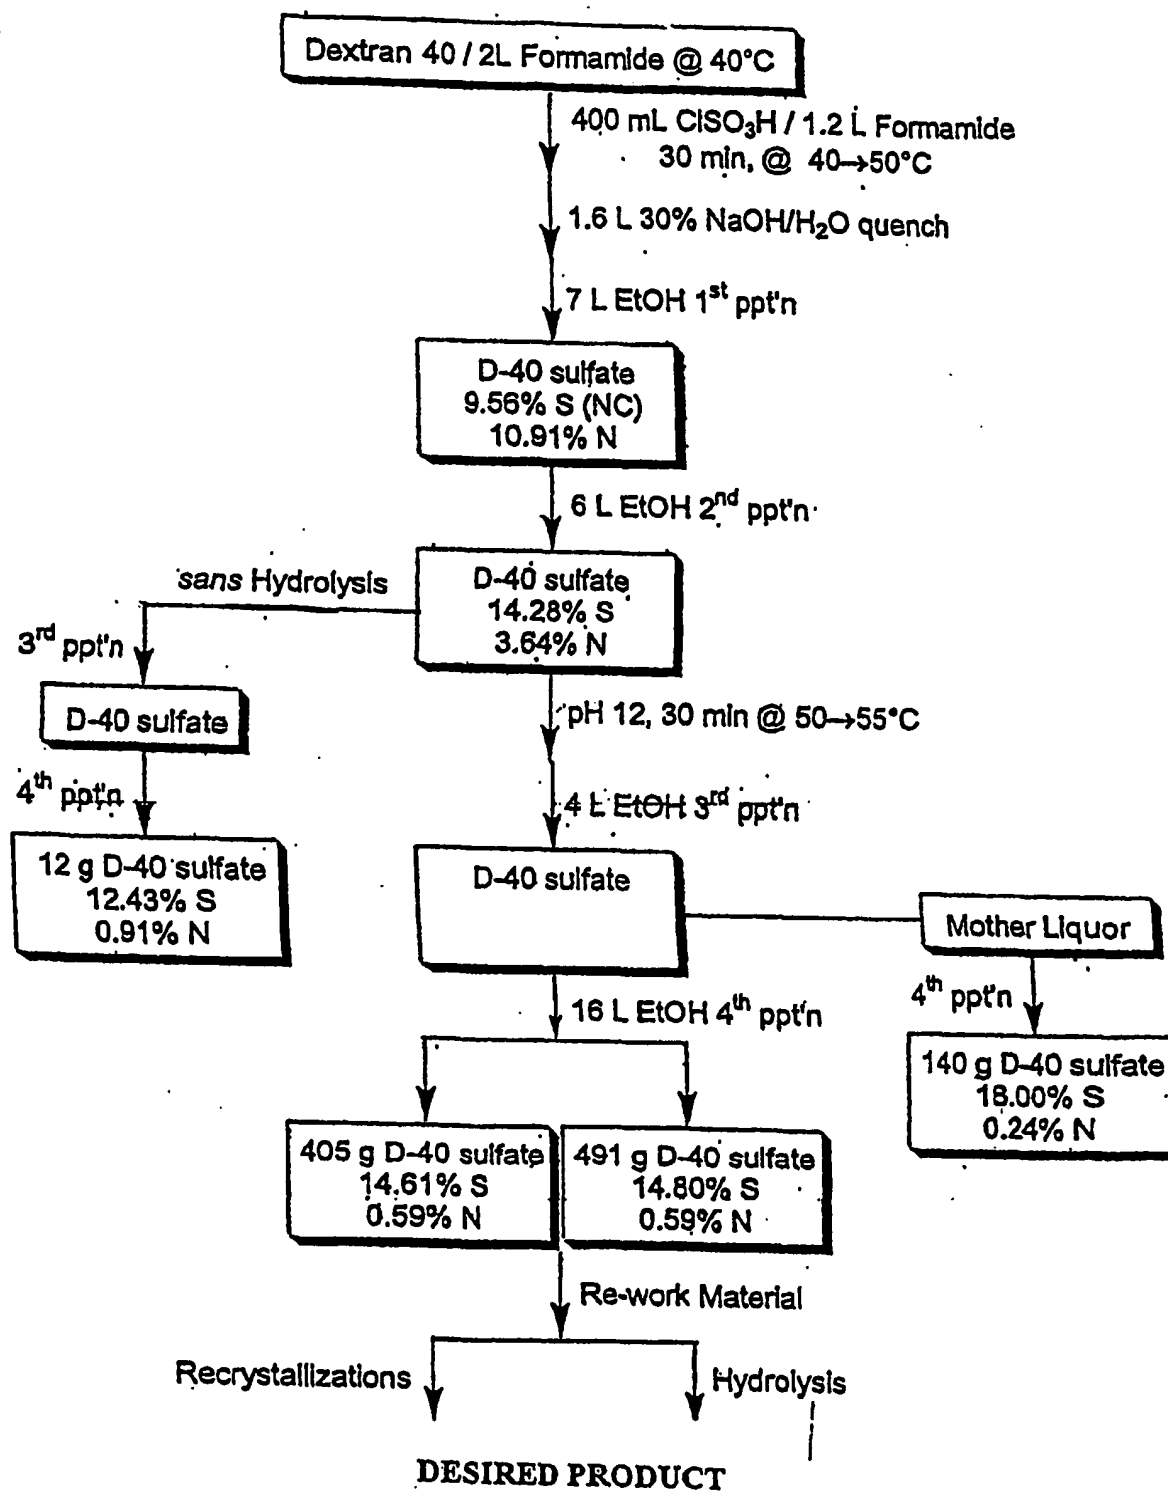 Dextran 40 / 2L Formamide @ 40°C
400 mL ClSO₃H / 1.2 L Formamide
30 min, @ 40→50°C
1.6 L 30% NaOH/H₂O quench
7 L EtOH 1st ppt'n
D-40 sulfate
9.56% S (NC)
10.91% N
6 L EtOH 2nd ppt'n
sans Hydrolysis
D-40 sulfate
14.28% S
3.64% N
3rd ppt'n
D-40 sulfate
pH 12, 30 min @ 50→55°C
4th ppt'n
4 L EtOH 3rd ppt'n
12 g D-40 sulfate
12.43% S
0.91% N
D-40 sulfate
Mother Liquor
16 L EtOH 4th ppt'n
4th ppt'n
140 g D-40 sulfate
18.00% S
0.24% N
405 g D-40 sulfate
14.61% S
0.59% N
491 g D-40 sulfate
14.80% S
0.59% N
Re-work Material
Recrystallizations
Hydrolysis
DESIRED PRODUCT